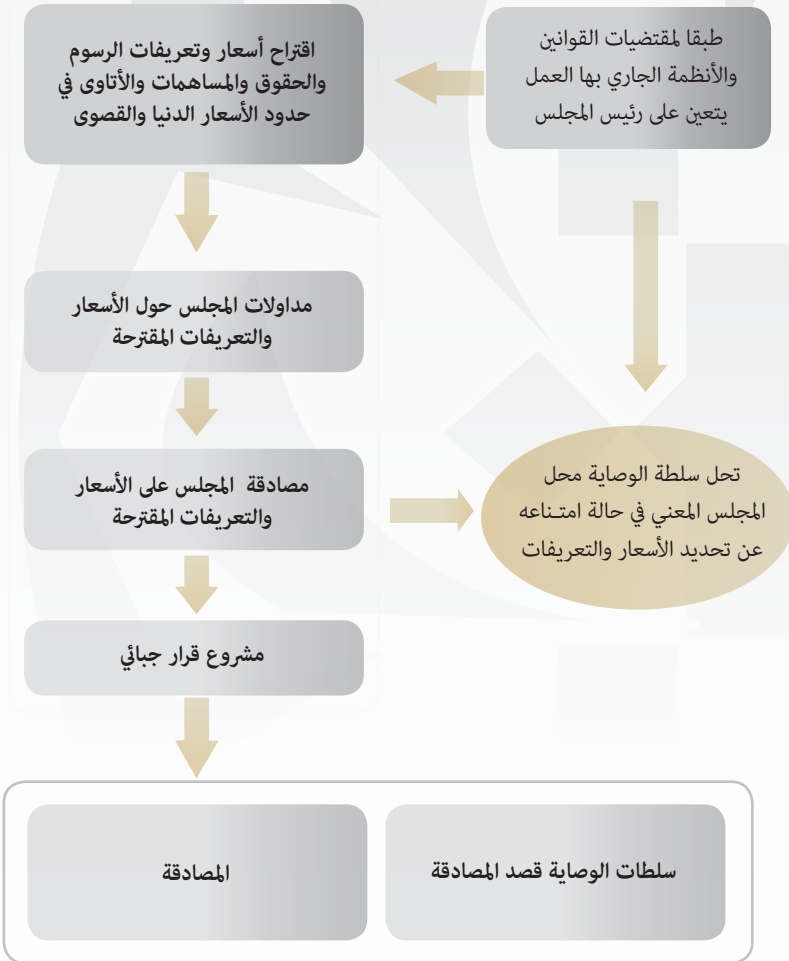 طبقا لمقتضيات القوانين
والأنظمة الجاري بها العمل
يتعين على رئيس المجلس
اقتراح أسعار وتعريفات الرسوم
والحقوق والمساهمات والأتاوى في
حدود الأسعار الدنيا والقصوى
مداولات المجلس حول الأسعار
والتعريفات المقترحة
مصادقة المجلس على الأسعار
والتعريفات المقترحة
تحل سلطة الوصاية محل
المجلس المعني في حالة امتـناعه
عن تحديد الأسعار والتعريفات
مشروع قرار جبائي
سلطات الوصاية قصد المصادقة
المصادقة